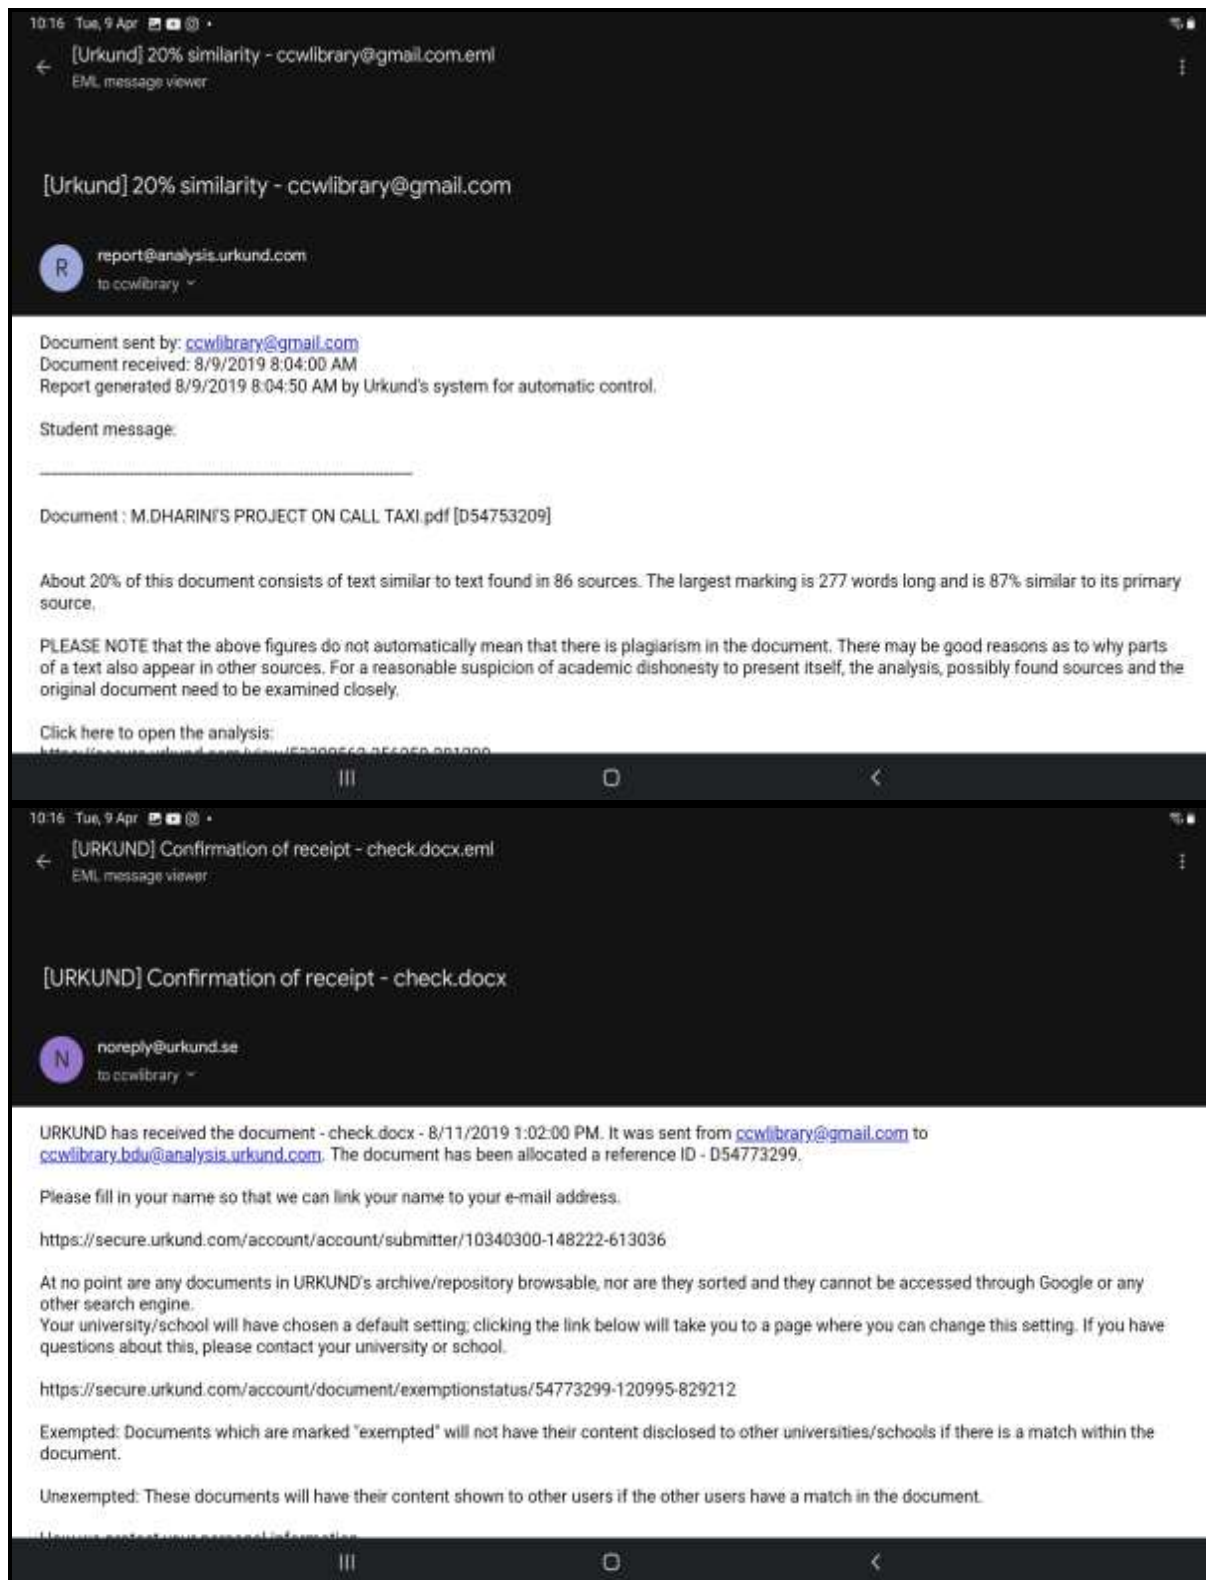 10:16 Tue, 9 Apr
[Urkund] 20% similarity - ccwlibrary@gmail.com.eml
EML message viewer
[Urkund] 20% similarity - ccwlibrary@gmail.com
R
report@analysis.urkund.com
to ccwlibrary
Document sent by: ccwlibrary@gmail.com
Document received: 8/9/2019 8:04:00 AM
Report generated 8/9/2019 8:04:50 AM by Urkund's system for automatic control.
Student message:
Document : M.DHARINI'S PROJECT ON CALL TAXI.pdf [D54753209]
About 20% of this document consists of text similar to text found in 86 sources. The largest marking is 277 words long and is 87% similar to its primary
source.
PLEASE NOTE that the above figures do not automatically mean that there is plagiarism in the document. There may be good reasons as to why parts
of a text also appear in other sources. For a reasonable suspicion of academic dishonesty to present itself, the analysis, possibly found sources and the
original document need to be examined closely.
Click here to open the analysis:
10:16 Tue, 9 Apr
[URKUND] Confirmation of receipt - check.docx.eml
EML message viewer
[URKUND] Confirmation of receipt - check.docx
N
noreply@urkund.se
to ccwlibrary
URKUND has received the document - check.docx - 8/11/2019 1:02:00 PM. It was sent from ccwlibrary@gmail.com to
ccwlibrary.bdu@analysis.urkund.com. The document has been allocated a reference ID - D54773299.
Please fill in your name so that we can link your name to your e-mail address.
https://secure.urkund.com/account/account/submitter/10340300-148222-613036
At no point are any documents in URKUND's archive/repository browsable, nor are they sorted and they cannot be accessed through Google or any
other search engine.
Your university/school will have chosen a default setting; clicking the link below will take you to a page where you can change this setting. If you have
questions about this, please contact your university or school.
https://secure.urkund.com/account/document/exemptionstatus/54773299-120995-829212
Exempted: Documents which are marked "exempted" will not have their content disclosed to other universities/schools if there is a match within the
document.
Unexempted: These documents will have their content shown to other users if the other users have a match in the document.
How we protect your personal information